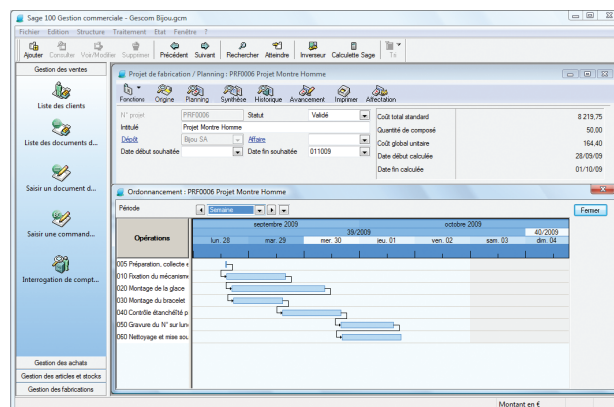 Sage 100 Gestion commerciale - Gescom Bijou.gcm
Fichier Edition Structure Traitement Etat Fenêtre ?
Ajouter Consulter Voir/Modifier Supprimer Précédent Suivant Rechercher Atteindre Inverseur Calculette Sage Tri
Gestion des ventes
Liste des clients
Liste des documents d...
Saisir un document d...
Saisir une command...
Interrogation de compt...
Gestion des achats
Gestion des articles et stocks
Gestion des fabrications
Projet de fabrication / Planning : PRF0006 Projet Montre Homme
Fonctions Origine Planning Synthèse Historique Avancement Imprimer Affectation
N° projet PRF0006 Statut Validé
Intitulé Projet Montre Homme
Dépôt Bijou SA Affaire
Date début souhaitée Date fin souhaitée 011009
Coût total standard 8 219,75
Quantité de composé 50,00
Coût global unitaire 164,40
Date début calculée 28/09/09
Date fin calculée 01/10/09
Ordonnancement : PRF0006 Projet Montre Homme
Période Semaine Fermer
septembre 2009 octobre 2009
39/2009 40/2009
Opérations lun. 28 mar. 29 mer. 30 jeu. 01 ven. 02 sam. 03 dim. 04
005 Préparation, collecte e
010 Fixation du mécanisme
020 Montage de la glace
030 Montage du bracelet
040 Contrôle étanchéité p
050 Gravure du N° sur lun
060 Nettoyage et mise sou
Montant en €